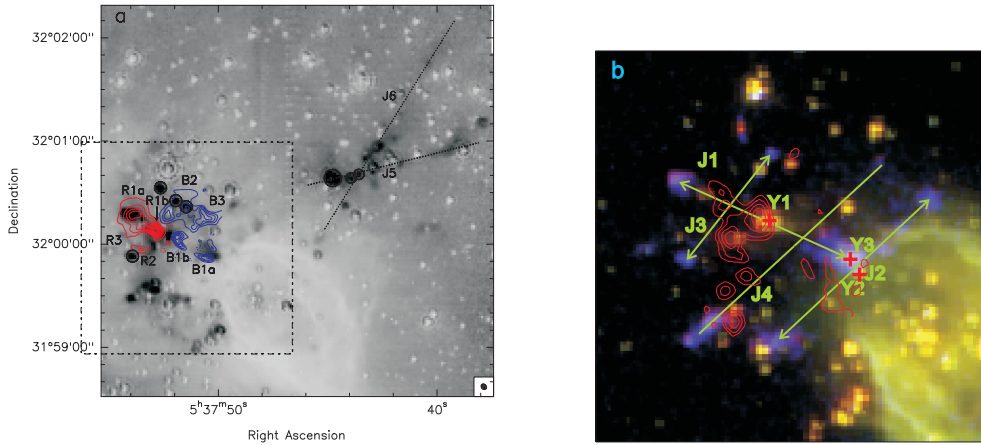 a
32°02'00"
32°01'00"
32°00'00"
31°59'00"
Declination
J6
J5
R1a
R1b
B2
B3
R3
R2
B1b
B1a
5ʰ37ᵐ50ˢ
40ˢ
Right Ascension
b
J1
Y1
J3
Y3
J2
Y2
J4